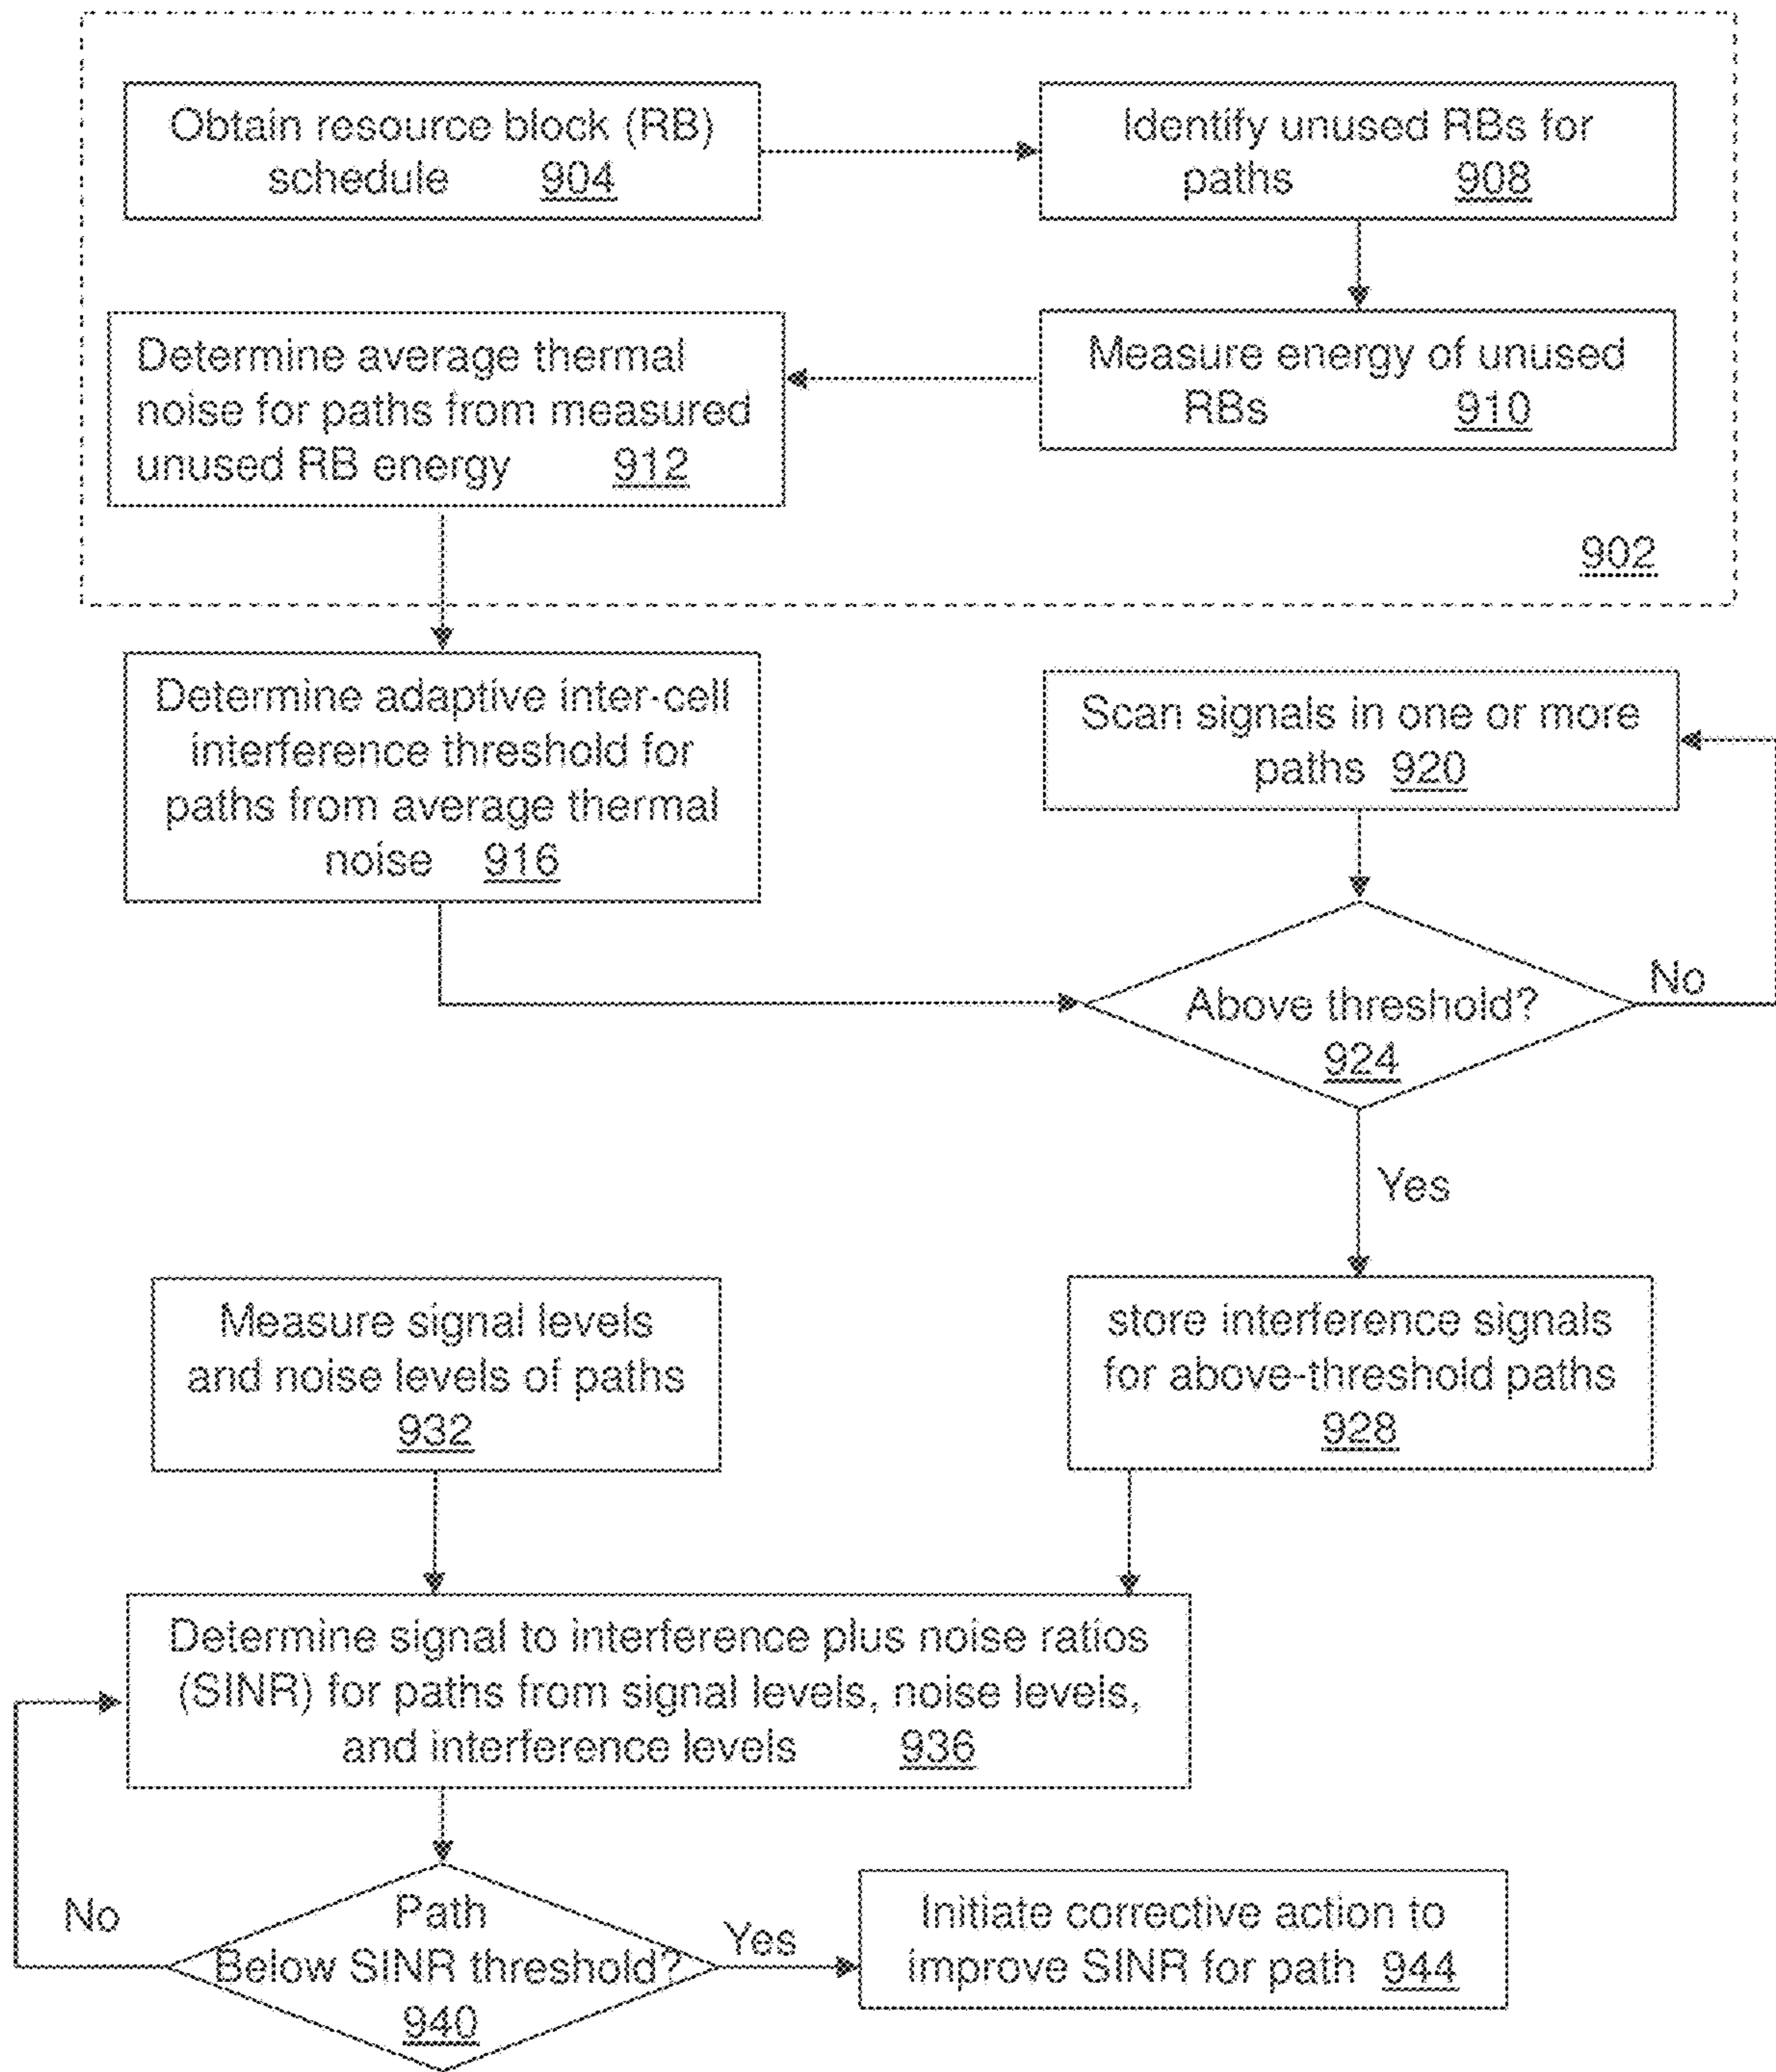 Obtain resource block (RB)
schedule 904
Identify unused RBs for
paths 908
Determine average thermal
noise for paths from measured
unused RB energy 912
Measure energy of unused
RBs 910
902
Determine adaptive inter-cell
interference threshold for
paths from average thermal
noise 916
Scan signals in one or more
paths 920
Above threshold?
924
No
Yes
Measure signal levels
and noise levels of paths
932
store interference signals
for above-threshold paths
928
Determine signal to interference plus noise ratios
(SINR) for paths from signal levels, noise levels,
and interference levels 936
No
Path
Below SINR threshold?
940
Yes
Initiate corrective action to
improve SINR for path 944